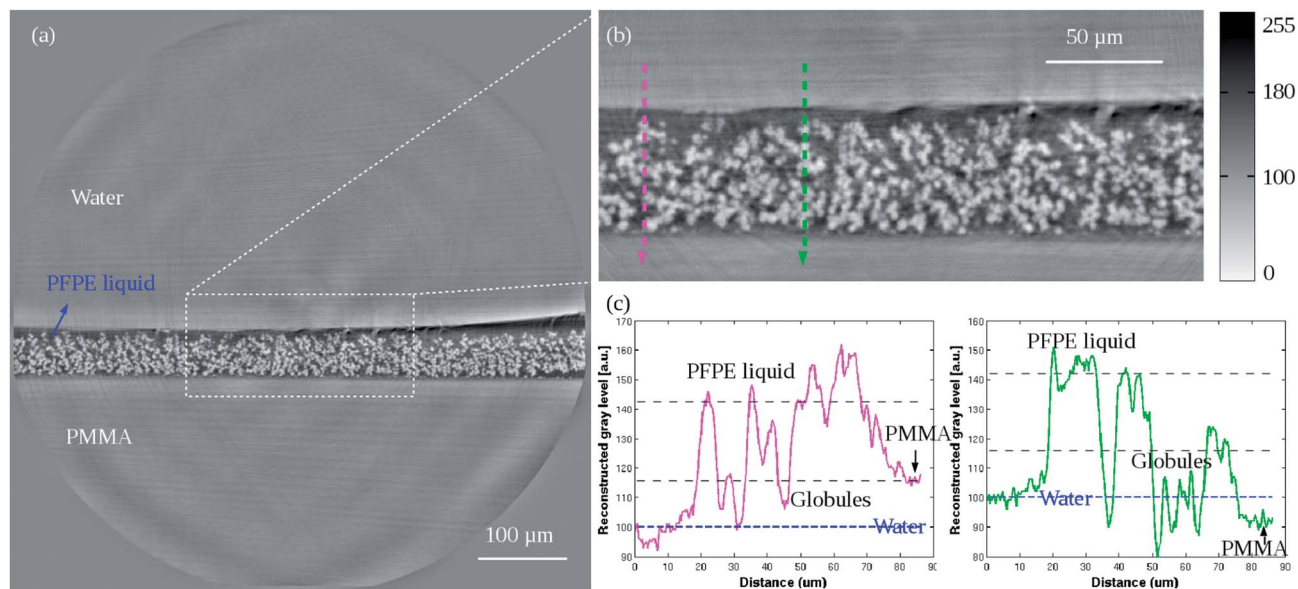 (a)
Water
PFPE liquid
PMMA
100 µm
(b)
50 µm
255
180
100
0
(c)
Reconstructed gray level [a.u.]
170
160
150
140
130
120
110
100
90
80
PFPE liquid
PMMA
Globules
Water
0 10 20 30 40 50 60 70 80 90
Distance (um)
Reconstructed gray level [a.u.]
160
150
140
130
120
110
100
90
80
PFPE liquid
Globules
Water
PMMA
0 10 20 30 40 50 60 70 80 90
Distance (um)